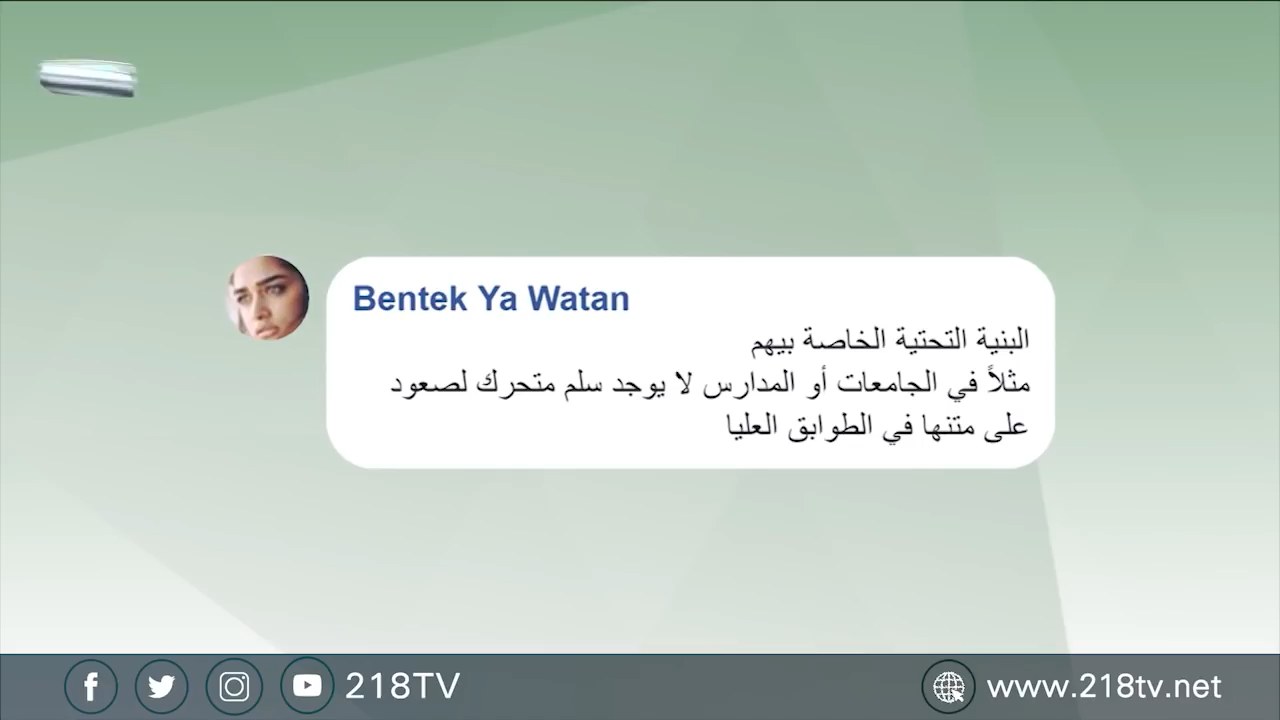 Bentek Ya Watan
البنية التحتية الخاصة بيهم
مثلاً في الجامعات أو المدارس لا يوجد سلم متحرك لصعود
على متنها في الطوابق العليا
218TV
www.218tv.net